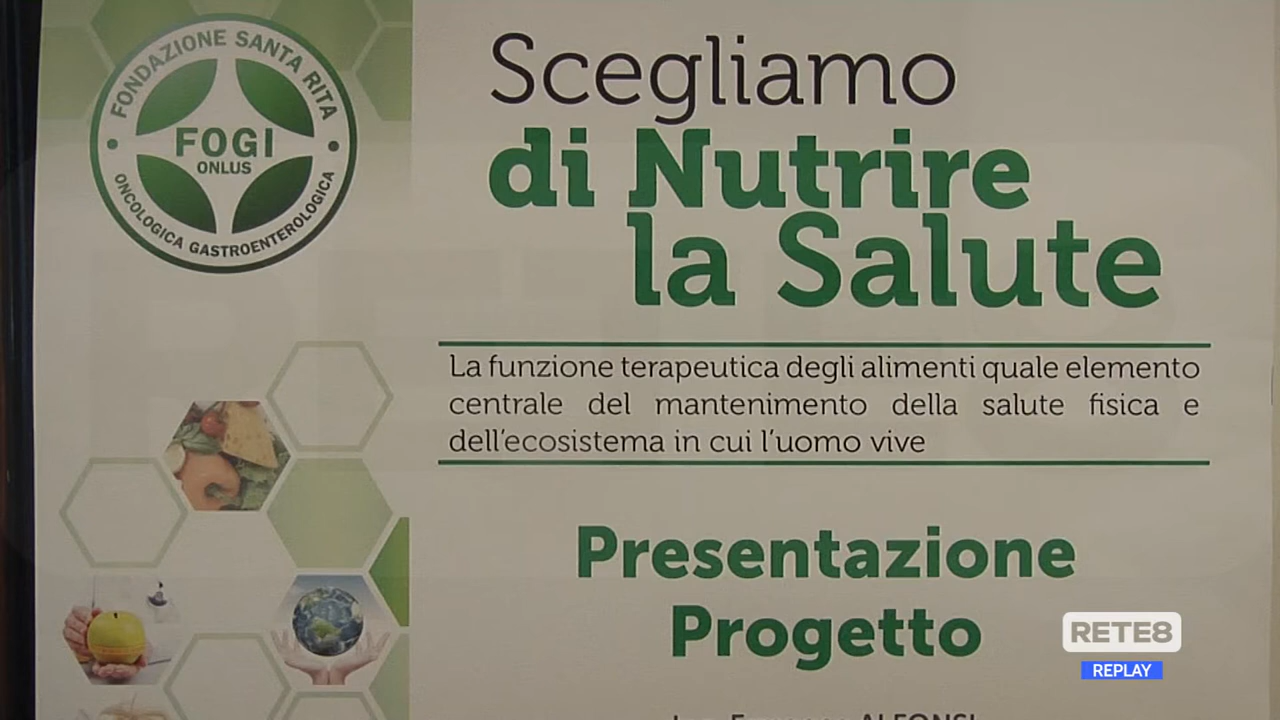 FONDAZIONE SANTA RITA
FOGI
ONLUS
ONCOLOGICA GASTROENTEROLOGICA
Scegliamo
di Nutrire
la Salute
La funzione terapeutica degli alimenti quale elemento
centrale del mantenimento della salute fisica e
dell'ecosistema in cui l'uomo vive
Presentazione
Progetto
RETE8
REPLAY
ALFONSI